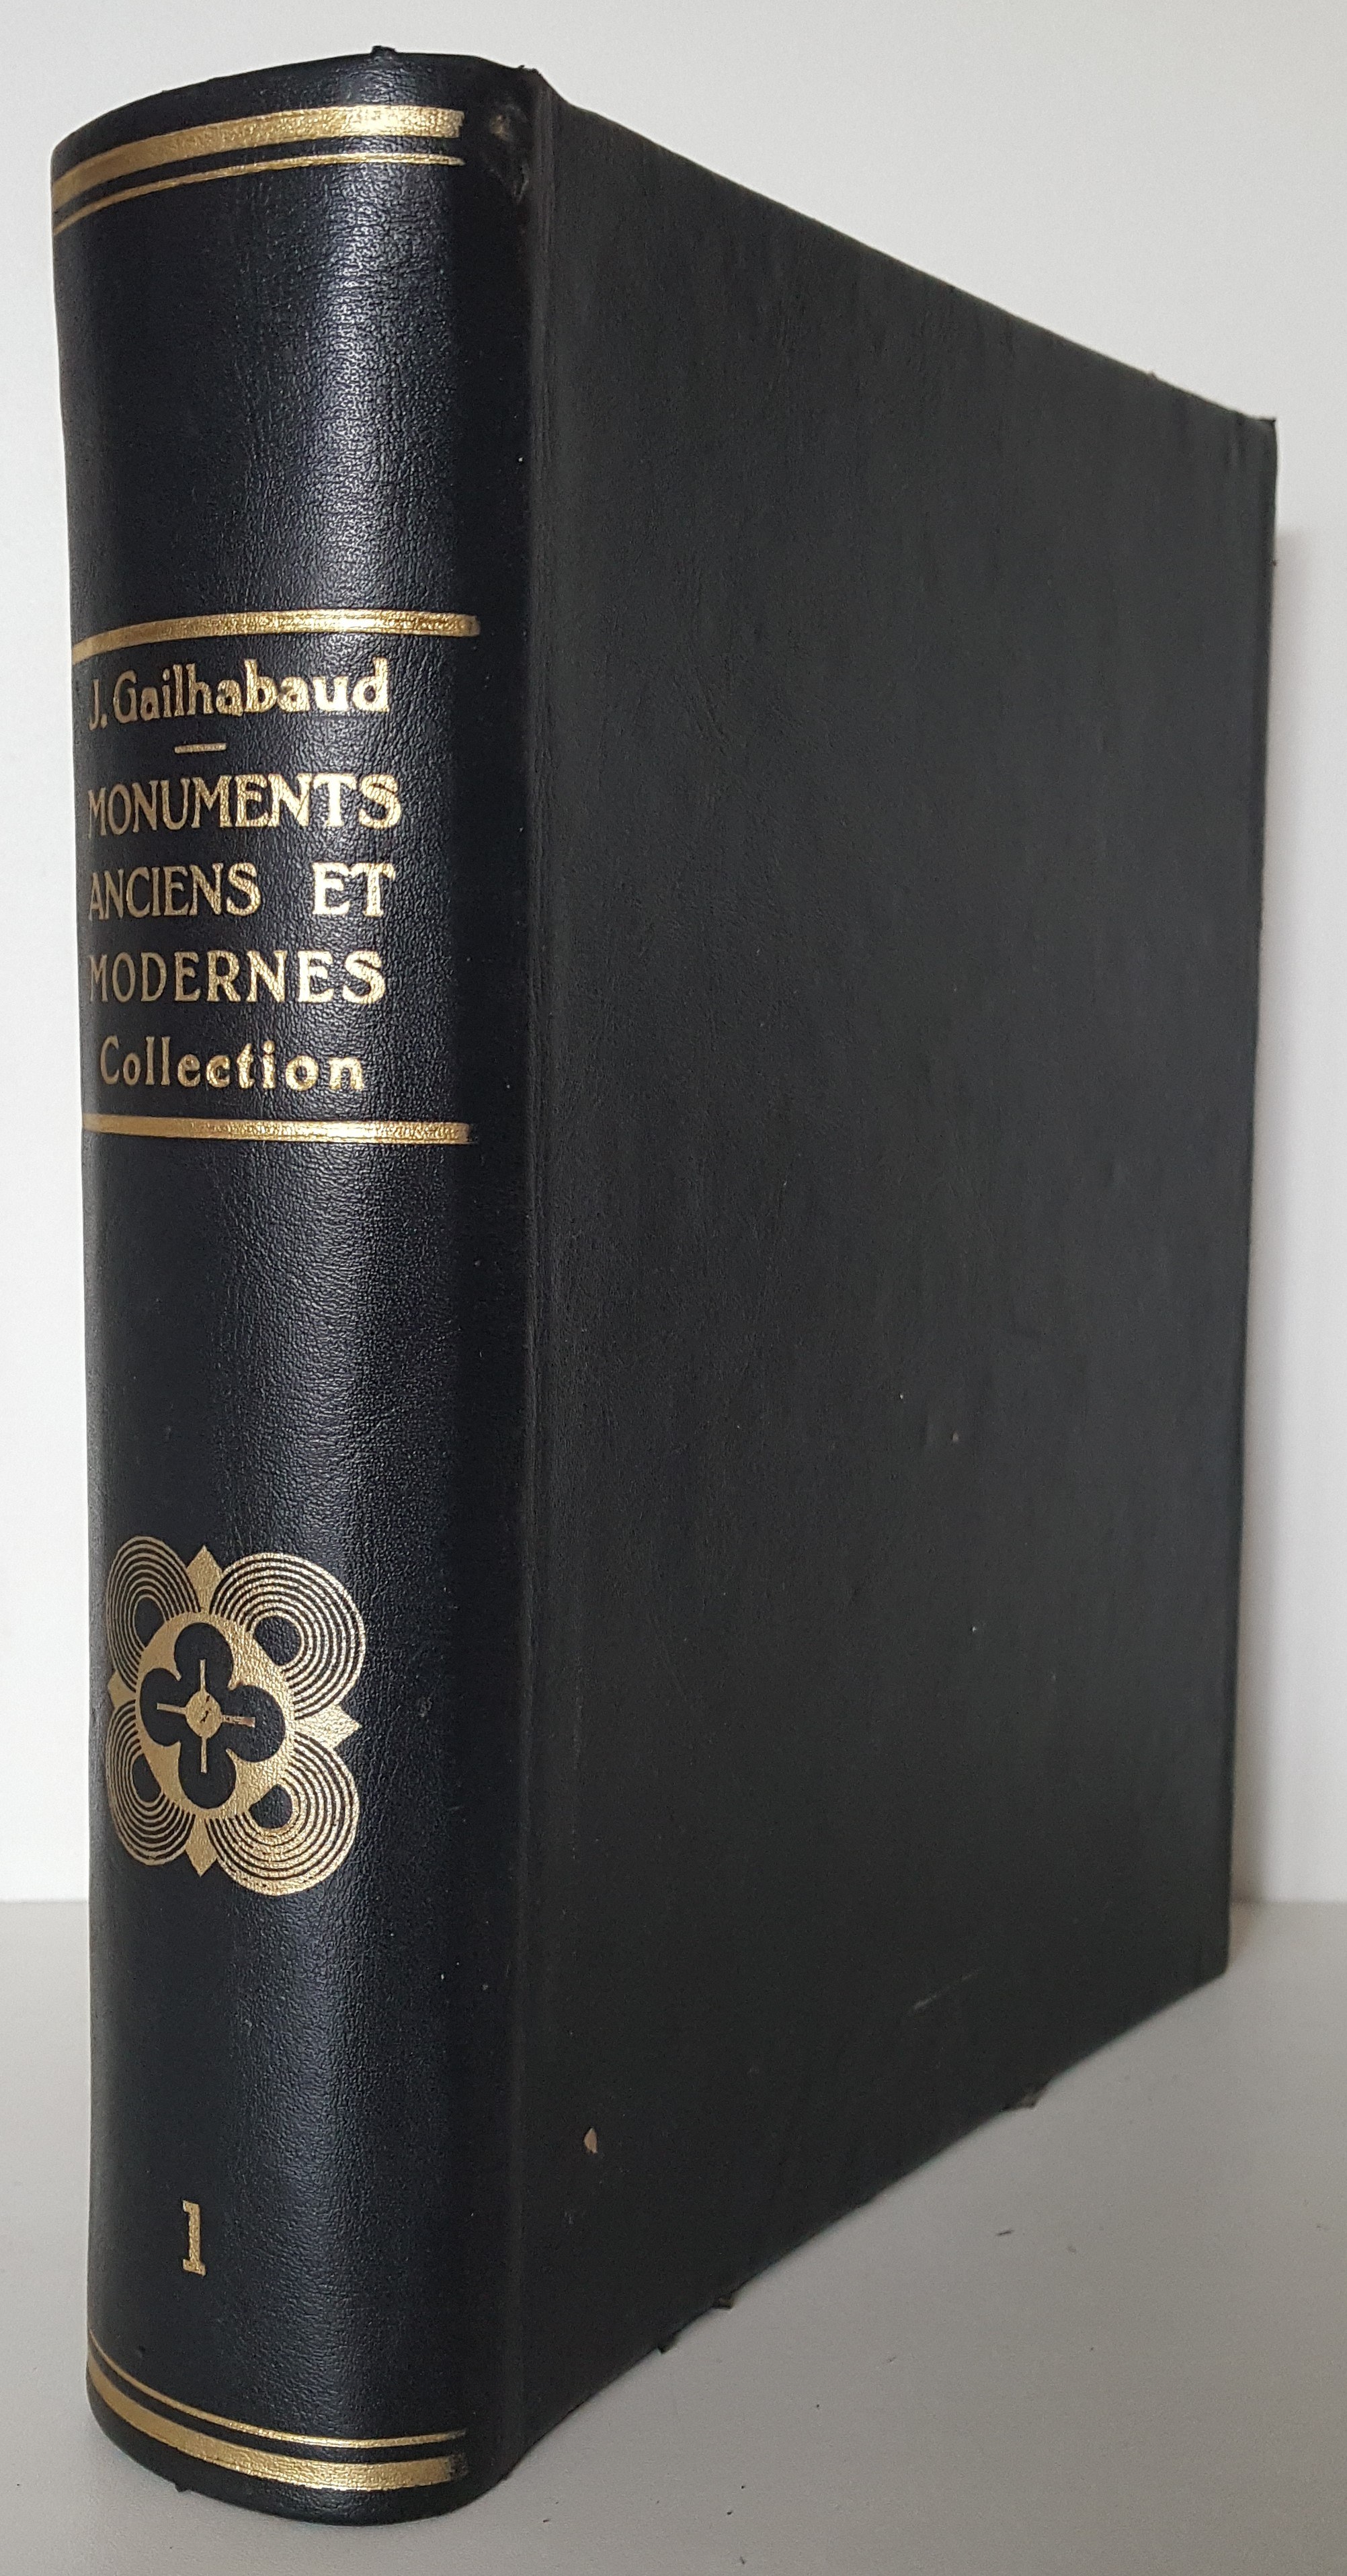 J. Gailhabaud
MONUMENTS
ANCIENS ET
MODERNES
Collection
1